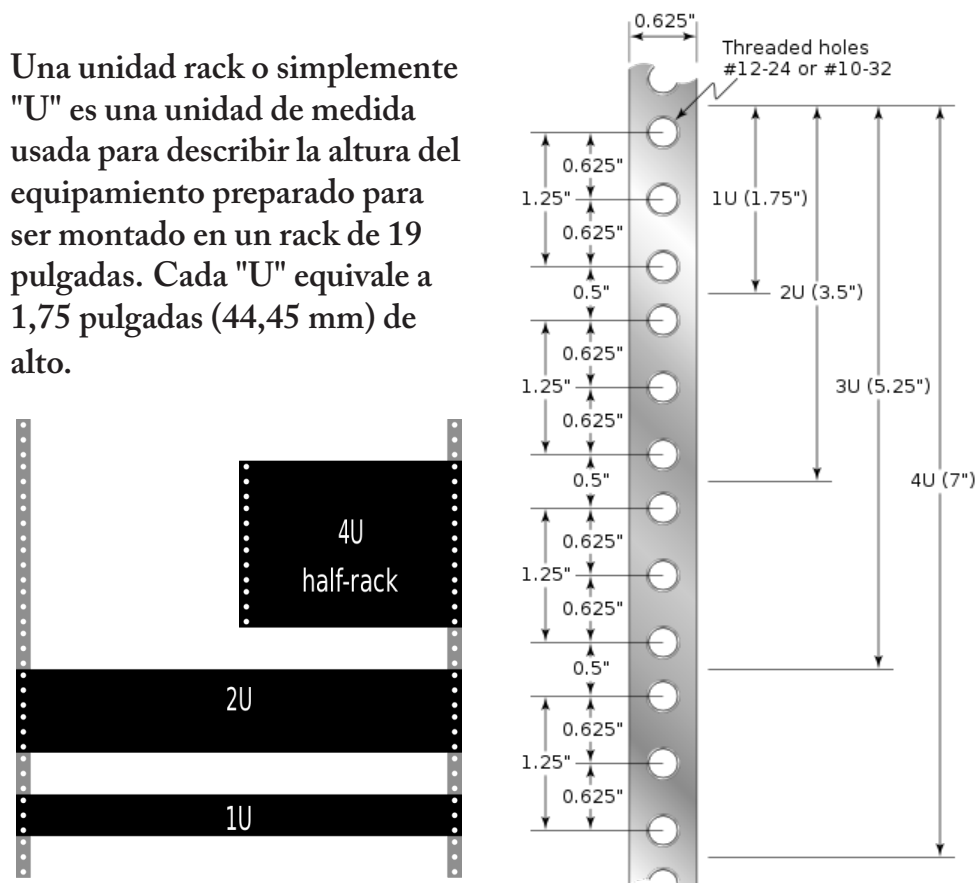 Una unidad rack o simplemente
"U" es una unidad de medida
usada para describir la altura del
equipamiento preparado para
ser montado en un rack de 19
pulgadas. Cada "U" equivale a
1,75 pulgadas (44,45 mm) de
alto.
4U
half-rack
2U
1U
0.625"
Threaded holes
#12-24 or #10-32
0.625"
1.25"
0.625"
0.5"
0.625"
1.25"
0.625"
0.5"
0.625"
1.25"
0.625"
0.5"
0.625"
1.25"
0.625"
1U (1.75")
2U (3.5")
3U (5.25")
4U (7")